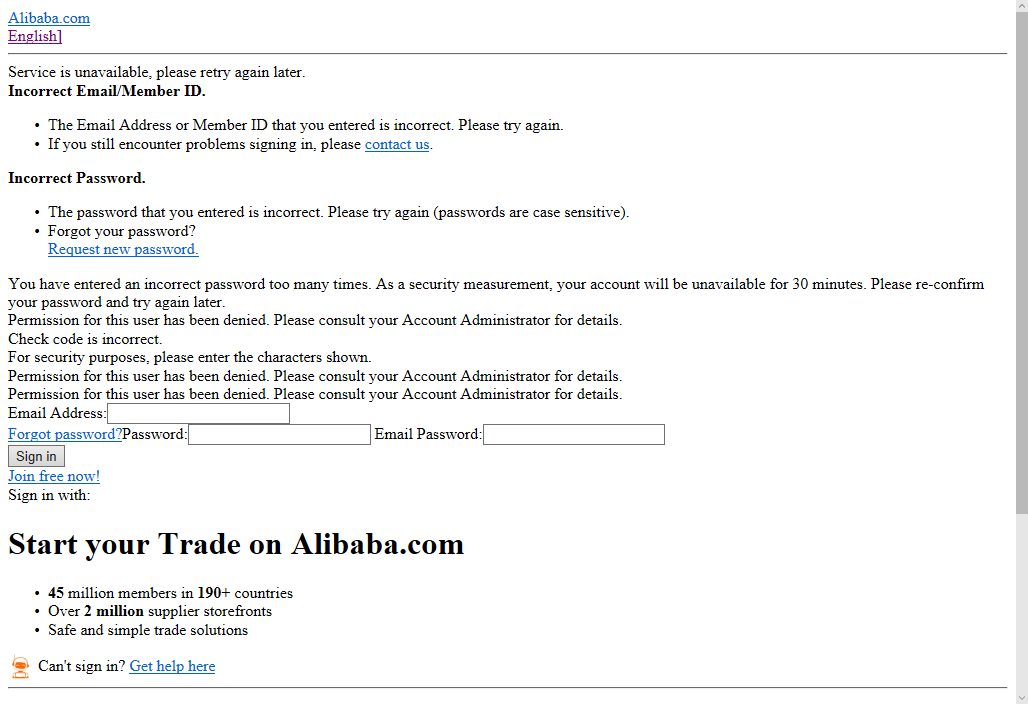 Alibaba.com
English]
Service is unavailable, please retry again later.
Incorrect Email/Member ID.
• The Email Address or Member ID that you entered is incorrect. Please try again.
• If you still encounter problems signing in, please contact us.
Incorrect Password.
• The password that you entered is incorrect. Please try again (passwords are case sensitive).
• Forgot your password?
Request new password.
You have entered an incorrect password too many times. As a security measurement, your account will be unavailable for 30 minutes. Please re-confirm
your password and try again later.
Permission for this user has been denied. Please consult your Account Administrator for details.
Check code is incorrect.
For security purposes, please enter the characters shown.
Permission for this user has been denied. Please consult your Account Administrator for details.
Permission for this user has been denied. Please consult your Account Administrator for details.
Email Address:
Forgot password?Password: Email Password:
Sign in
Join free now!
Sign in with:
Start your Trade on Alibaba.com
• 45 million members in 190+ countries
• Over 2 million supplier storefronts
• Safe and simple trade solutions
Can't sign in? Get help here